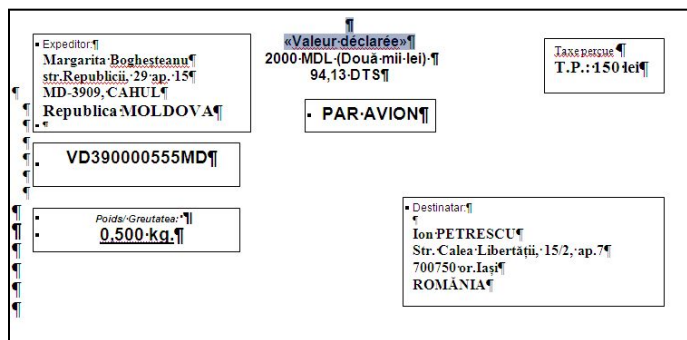 Expeditor:
Margarita Bogheșteanu
str.Republicii, 29 ap. 15
MD-3909, CAHUL
Republica MOLDOVA
«Valeur déclarée»
2000 MDL (Două mii lei)
94,13 DTS
Taxe perçue
T.P.: 150 lei
PAR AVION
VD390000555MD
Poids/ Greutatea:
0,500 kg.
Destinatar:
Ion PETRESCU
Str. Calea Libertății, 15/2, ap.7
700750 or.Iași
ROMÂNIA